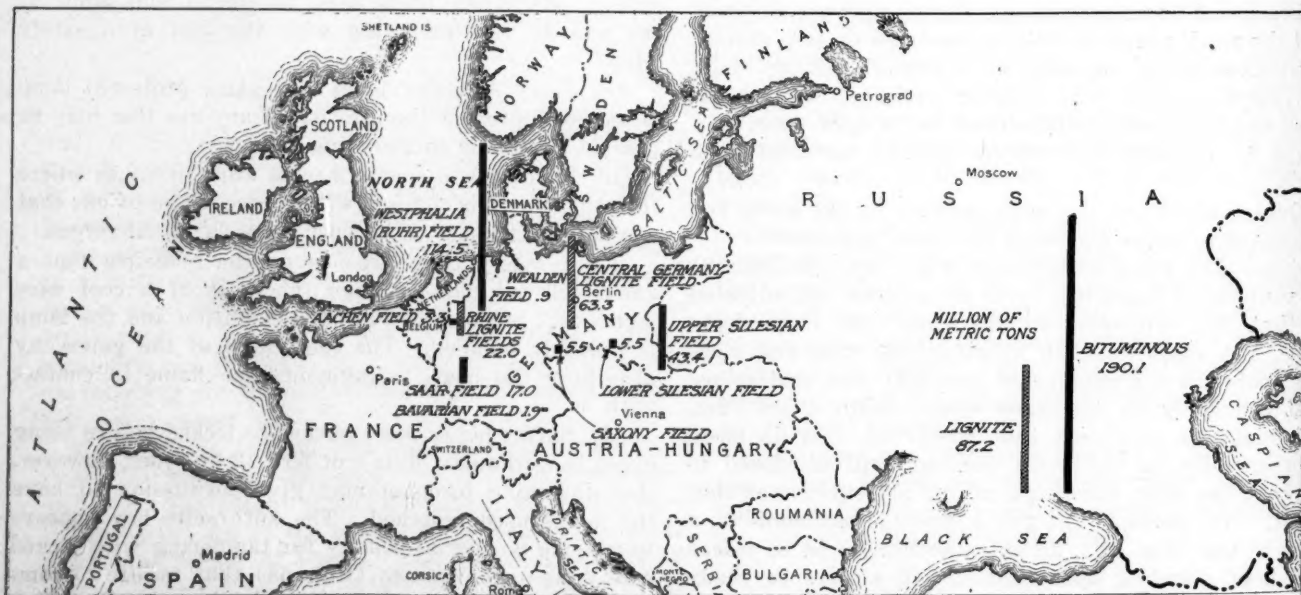 SHETLAND IS.
NORWAY
SWEDEN
FINLAND
Petrograd
SCOTLAND
NORTH SEA
DENMARK
BALTIC SEA
Moscow
RUSSIA
IRELAND
ENGLAND
London
ATLANTIC
OCEAN
WESTPHALIA
(RUHR) FIELD
114.5
NETHERLANDS
WEALDEN
FIELD .9
CENTRAL GERMANY
LIGNITE FIELD
Berlin
63.3
AACHEN FIELD 3.3
BELGIUM
RHINE
LIGNITE
FIELDS
22.0
GERMANY
5.5
5.5
UPPER SILESIAN
FIELD
43.4
LOWER SILESIAN FIELD
Paris
SAAR FIELD 17.0
BAVARIAN FIELD 1.9
Vienna
SAXONY FIELD
FRANCE
SWITZERLAND
AUSTRIA-HUNGARY
MILLION OF
METRIC TONS
BITUMINOUS
190.1
LIGNITE
87.2
CASPIAN
SEA
ROUMANIA
BLACK SEA
BULGARIA
SERBIA
MONTE
NEGRO
ADRIATIC
SEA
ITALY
CORSICA
Rome
PORTUGAL
Madrid
SPAIN